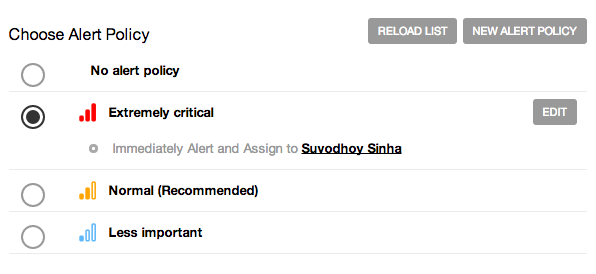 Choose Alert Policy
RELOAD LIST
NEW ALERT POLICY
No alert policy
Extremely critical
EDIT
Immediately Alert and Assign to Suvodhoy Sinha
Normal (Recommended)
Less important